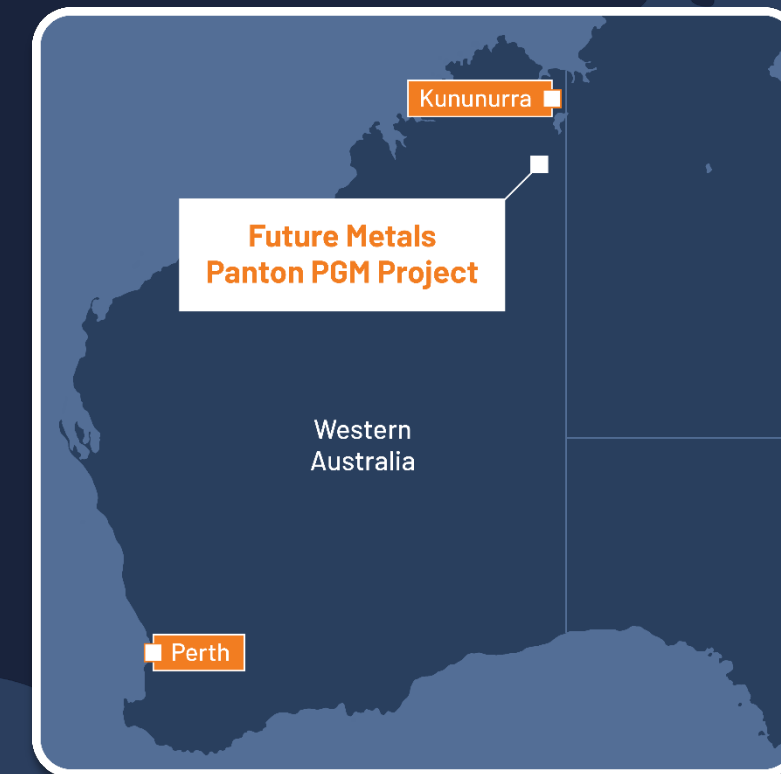 Kununurra
Future Metals
Panton PGM Project
Western
Australia
Perth